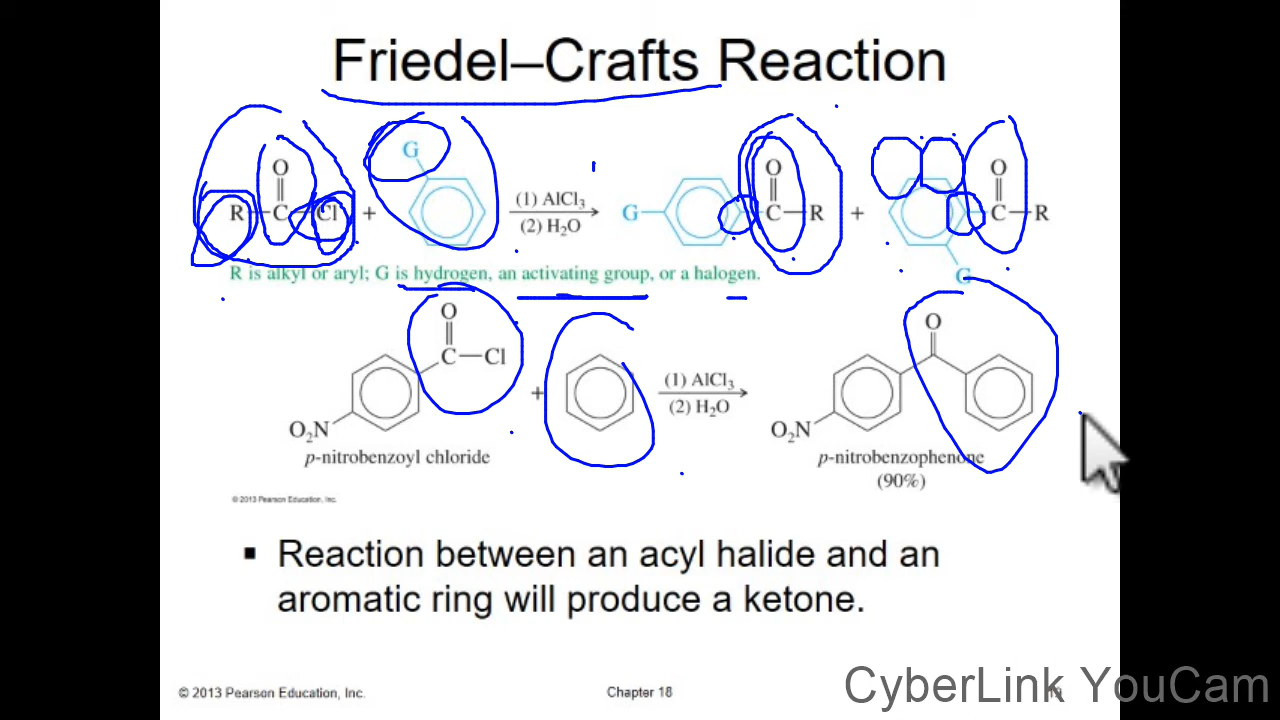 Friedel–Crafts Reaction
O
G
O
O
R—C—Cl + (1) AlCl₃ G— C—R + C—R
(2) H₂O
G
R is alkyl or aryl; G is hydrogen, an activating group, or a halogen.
O
O
C—Cl
+ (1) AlCl₃
(2) H₂O
O₂N
O₂N
p-nitrobenzoyl chloride
p-nitrobenzophenone
(90%)
© 2013 Pearson Education, Inc.
▪ Reaction between an acyl halide and an
aromatic ring will produce a ketone.
© 2013 Pearson Education, Inc.
Chapter 18
CyberLink YouCam